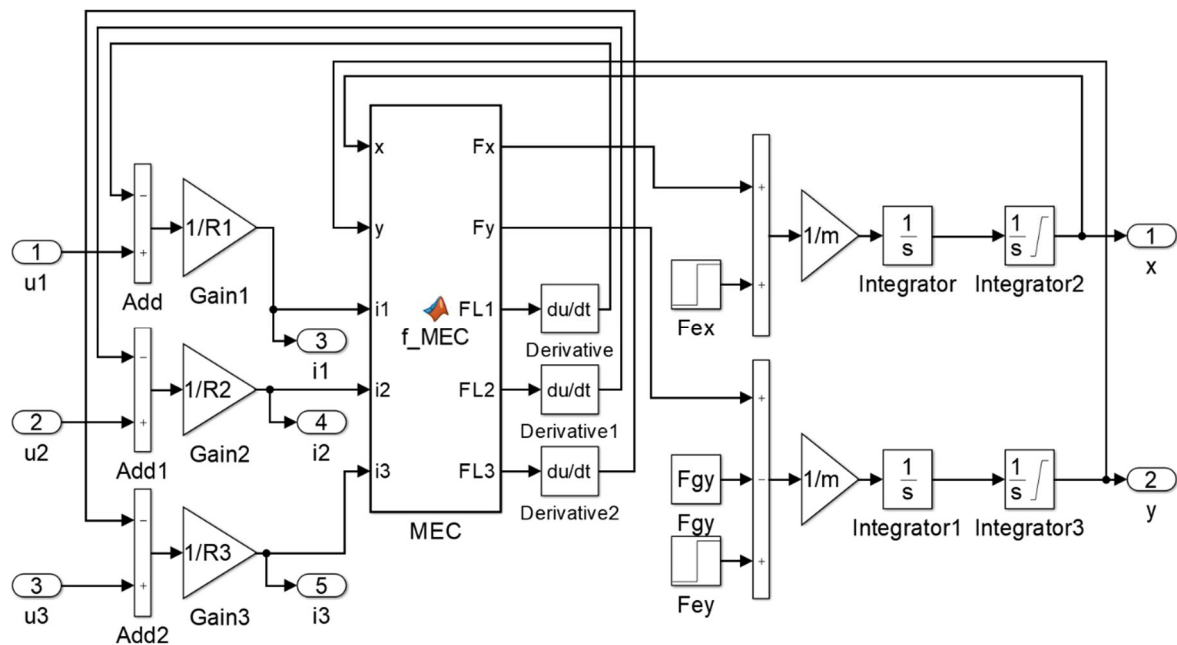 x
Fx
1/R1
1
u1
Add
Gain1
y
Fy
1/m
1
s
Integrator
1
s
Integrator2
1
x
i1
3
i1
f_MEC
FL1
du/dt
Derivative
Fex
2
u2
Add1
1/R2
Gain2
i2
4
i2
FL2
du/dt
Derivative1
3
u3
Add2
1/R3
Gain3
i3
5
i3
FL3
du/dt
Derivative2
MEC
Fgy
Fgy
Fey
1/m
1
s
Integrator1
1
s
Integrator3
2
y